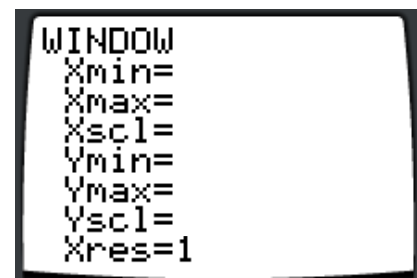 WINDOW
Xmin=
Xmax=
Xscl=
Ymin=
Ymax=
Yscl=
Xres=1